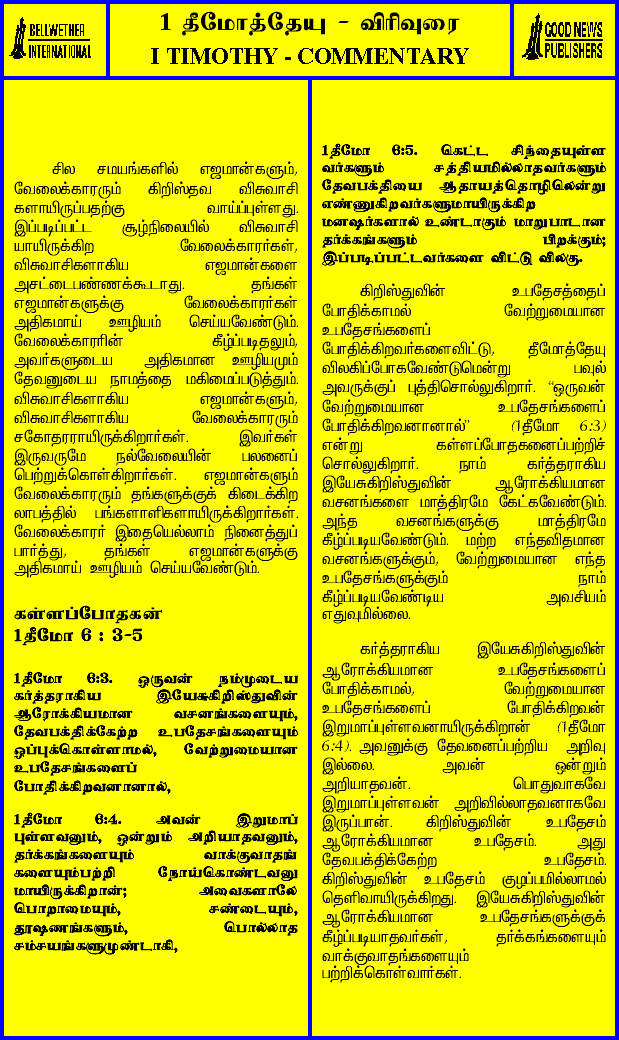 BELLWETHER
INTERNATIONAL
1 தீமோத்தேயு - விரிவுரை
I TIMOTHY - COMMENTARY
GOOD NEWS
PUBLISHERS
சில சமயங்களில் எஜமான்களும்,
வேலைக்காரரும் கிறிஸ்தவ விசுவாசி
களாயிருப்பதற்கு வாய்ப்புள்ளது.
இப்படிப்பட்ட சூழ்நிலையில் விசுவாசி
யாயிருக்கிற வேலைக்காரர்கள்,
விசுவாசிகளாகிய எஜமான்களை
அசட்டைபண்ணக்கூடாது. தங்கள்
எஜமான்களுக்கு வேலைக்காரர்கள்
அதிகமாய் ஊழியம் செய்யவேண்டும்.
வேலைக்காரரின் கீழ்ப்படிதலும்,
அவர்களுடைய அதிகமான ஊழியமும்
தேவனுடைய நாமத்தை மகிமைப்படுத்தும்.
விசுவாசிகளாகிய எஜமான்களும்,
விசுவாசிகளாகிய வேலைக்காரரும்
சகோதரராயிருக்கிறார்கள். இவர்கள்
இருவருமே நல்வேலையின் பலனைப்
பெற்றுக்கொள்கிறார்கள். எஜமான்களும்
வேலைக்காரரும் தங்களுக்குக் கிடைக்கிற
லாபத்தில் பங்காளிகளாயிருக்கிறார்கள்.
வேலைக்காரர் இதையெல்லாம் நினைத்துப்
பார்த்து, தங்கள் எஜமான்களுக்கு
அதிகமாய் ஊழியம் செய்யவேண்டும்.
கள்ளப்போதகன்
1தீமோ 6 : 3-5
1தீமோ 6:3. ஒருவன் நம்முடைய
கர்த்தராகிய இயேசுகிறிஸ்துவின்
ஆரோக்கியமான வசனங்களையும்,
தேவபக்திக்கேற்ற உபதேசங்களையும்
ஒப்புக்கொள்ளாமல், வேற்றுமையான
உபதேசங்களைப்
போதிக்கிறவனானால்,
1தீமோ 6:4. அவன் இறுமாப்
புள்ளவனும், ஒன்றும் அறியாதவனும்,
தர்க்கங்களையும் வாக்குவாதங்
களையும்பற்றி நோய்கொண்டவனு
மாயிருக்கிறான்; அவைகளாலே
பொறாமையும், சண்டையும்,
தூஷணங்களும், பொல்லாத
சம்சயங்களுமுண்டாகி,
1தீமோ 6:5. கெட்ட சிந்தையுள்ள
வர்களும் சத்தியமில்லாதவர்களும்
தேவபக்தியை ஆதாயத்தொழிலென்று
எண்ணுகிறவர்களுமாயிருக்கிற
மனுஷர்களால் உண்டாகும் மாறுபாடான
தர்க்கங்களும் பிறக்கும்;
இப்படிப்பட்டவர்களை விட்டு விலகு.
கிறிஸ்துவின் உபதேசத்தைப்
போதிக்காமல் வேற்றுமையான
உபதேசங்களைப்
போதிக்கிறவர்களைவிட்டு, தீமோத்தேயு
விலகிப்போகவேண்டுமென்று பவுல்
அவருக்குப் புத்திசொல்லுகிறார். "ஒருவன்
வேற்றுமையான உபதேசங்களைப்
போதிக்கிறவனானால்" (1தீமோ 6:3)
என்று கள்ளப்போதகனைப்பற்றிச்
சொல்லுகிறார். நாம் கர்த்தராகிய
இயேசுகிறிஸ்துவின் ஆரோக்கியமான
வசனங்களை மாத்திரமே கேட்கவேண்டும்.
அந்த வசனங்களுக்கு மாத்திரமே
கீழ்ப்படியவேண்டும். மற்ற எந்தவிதமான
வசனங்களுக்கும், வேற்றுமையான எந்த
உபதேசங்களுக்கும் நாம்
கீழ்ப்படியவேண்டிய அவசியம்
எதுவுமில்லை.
கர்த்தராகிய இயேசுகிறிஸ்துவின்
ஆரோக்கியமான உபதேசங்களைப்
போதிக்காமல், வேற்றுமையான
உபதேசங்களைப் போதிக்கிறவன்
இறுமாப்புள்ளவனாயிருக்கிறான் (1தீமோ
6:4). அவனுக்கு தேவனைப்பற்றிய அறிவு
இல்லை. அவன் ஒன்றும்
அறியாதவன். பொதுவாகவே
இறுமாப்புள்ளவன் அறிவில்லாதவனாகவே
இருப்பான். கிறிஸ்துவின் உபதேசம்
ஆரோக்கியமான உபதேசம். அது
தேவபக்திக்கேற்ற உபதேசம்.
கிறிஸ்துவின் உபதேசம் குழப்பமில்லாமல்
தெளிவாயிருக்கிறது. இயேசுகிறிஸ்துவின்
ஆரோக்கியமான உபதேசங்களுக்குக்
கீழ்ப்படியாதவர்கள், தர்க்கங்களையும்
வாக்குவாதங்களையும்
பற்றிக்கொள்வார்கள்.